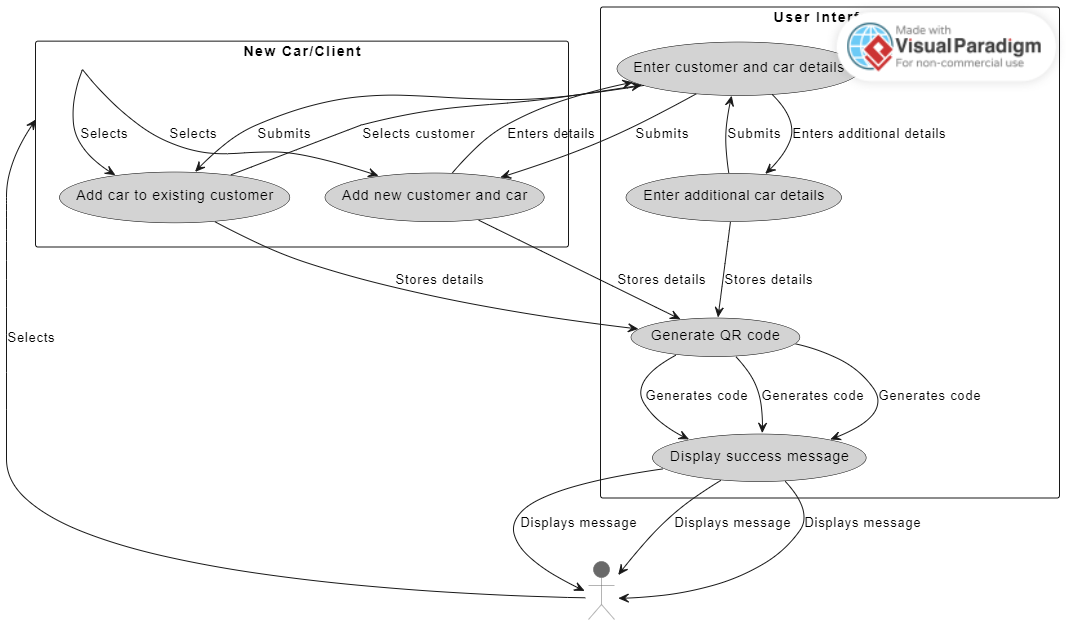 User Interf
Made with
VisualParadigm
For non-commercial use
New Car/Client
Enter customer and car details
Selects
Selects
Submits
Selects customer
Enters details
Submits
Submits
Enters additional details
Add car to existing customer
Add new customer and car
Enter additional car details
Stores details
Stores details
Stores details
Selects
Generate QR code
Generates code
Generates code
Generates code
Display success message
Displays message
Displays message
Displays message